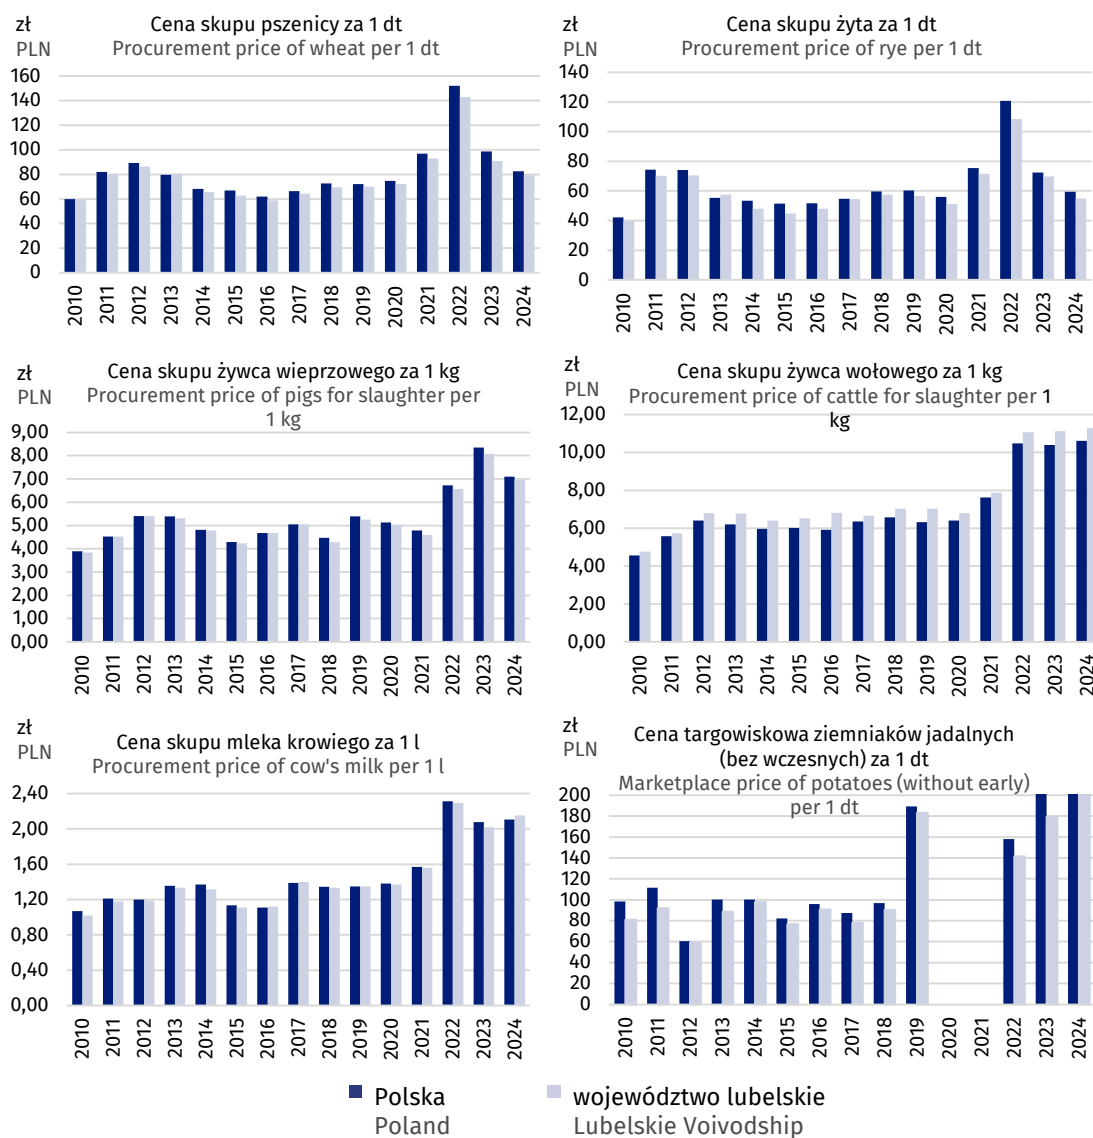 zł
PLN
Cena skupu pszenicy za 1 dt
Procurement price of wheat per 1 dt
160
140
120
100
80
60
40
20
0
2010 2011 2012 2013 2014 2015 2016 2017 2018 2019 2020 2021 2022 2023 2024
zł
PLN
Cena skupu żyta za 1 dt
Procurement price of rye per 1 dt
140
120
100
80
60
40
20
0
2010 2011 2012 2013 2014 2015 2016 2017 2018 2019 2020 2021 2022 2023 2024
zł
PLN
Cena skupu żywca wieprzowego za 1 kg
Procurement price of pigs for slaughter per
1 kg
9,00
8,00
7,00
6,00
5,00
4,00
3,00
2,00
1,00
0,00
2010 2011 2012 2013 2014 2015 2016 2017 2018 2019 2020 2021 2022 2023 2024
zł
PLN
Cena skupu żywca wołowego za 1 kg
Procurement price of cattle for slaughter per 1
kg
12,00
10,00
8,00
6,00
4,00
2,00
0,00
2010 2011 2012 2013 2014 2015 2016 2017 2018 2019 2020 2021 2022 2023 2024
zł
PLN
Cena skupu mleka krowiego za 1 l
Procurement price of cow's milk per 1 l
2,40
2,00
1,60
1,20
0,80
0,40
0,00
2010 2011 2012 2013 2014 2015 2016 2017 2018 2019 2020 2021 2022 2023 2024
zł
PLN
Cena targowiskowa ziemniaków jadalnych
(bez wczesnych) za 1 dt
Marketplace price of potatoes (without early)
per 1 dt
200
180
160
140
120
100
80
60
40
20
0
2010 2011 2012 2013 2014 2015 2016 2017 2018 2019 2020 2021 2022 2023 2024
Polska
Poland
województwo lubelskie
Lubelskie Voivodship